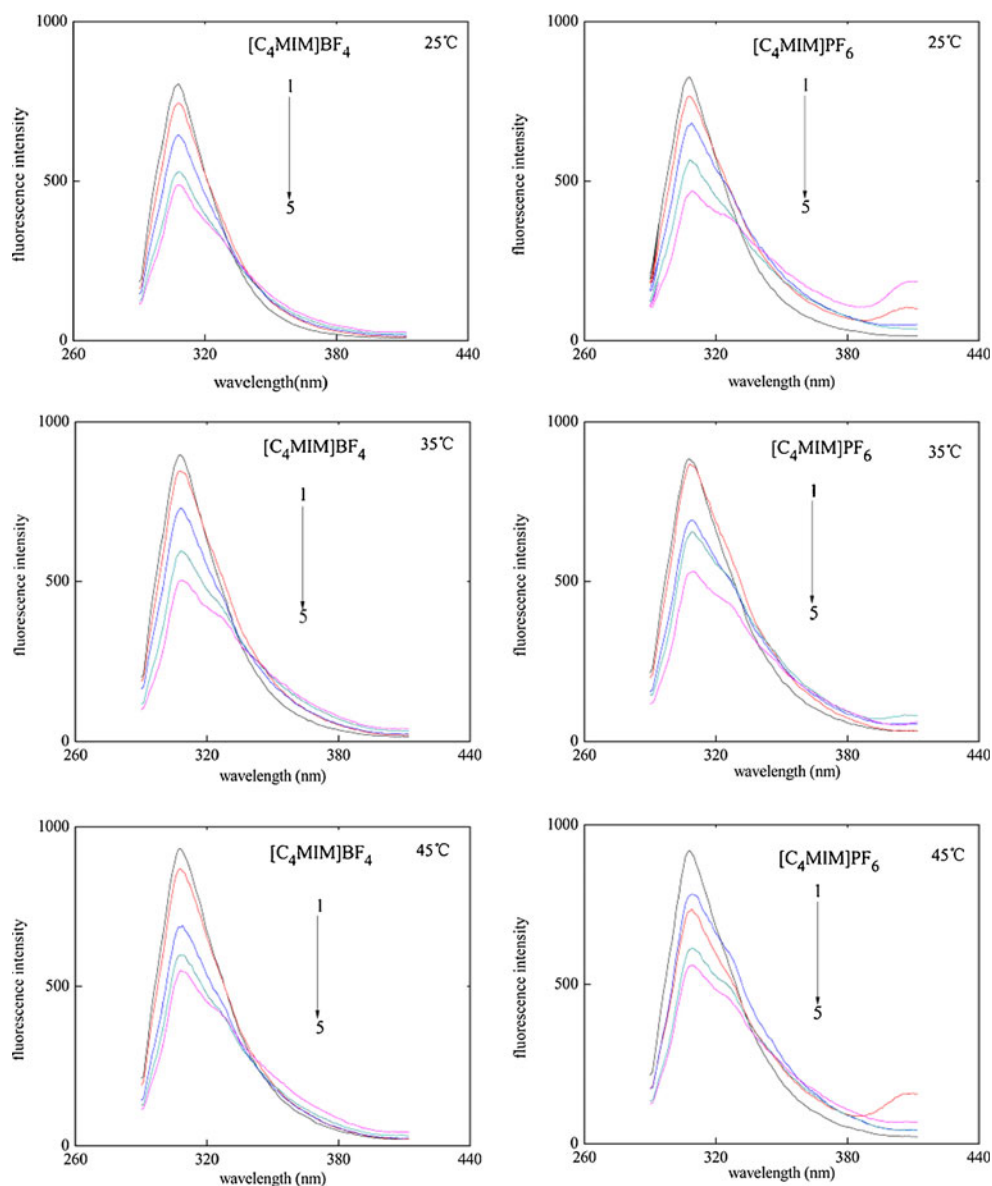 1000
[C4MIM]BF4 25℃
1
fluorescence intensity
500
5
0
260 320 380 440
wavelength(nm)
1000
[C4MIM]PF6 25℃
1
fluorescence intensity
500
5
0
260 320 380 440
wavelength (nm)
1000
[C4MIM]BF4 35℃
1
fluorescence intensity
500
5
0
260 320 380 440
wavelength (nm)
1000
[C4MIM]PF6 35℃
1
fluorescence intensity
500
5
0
260 320 380 440
wavelength (nm)
1000
[C4MIM]BF4 45℃
1
fluorescence intensity
500
5
0
260 320 380 440
wavelength (nm)
1000
[C4MIM]PF6 45℃
1
fluorescence intensity
500
5
0
260 320 380 440
wavelength (nm)